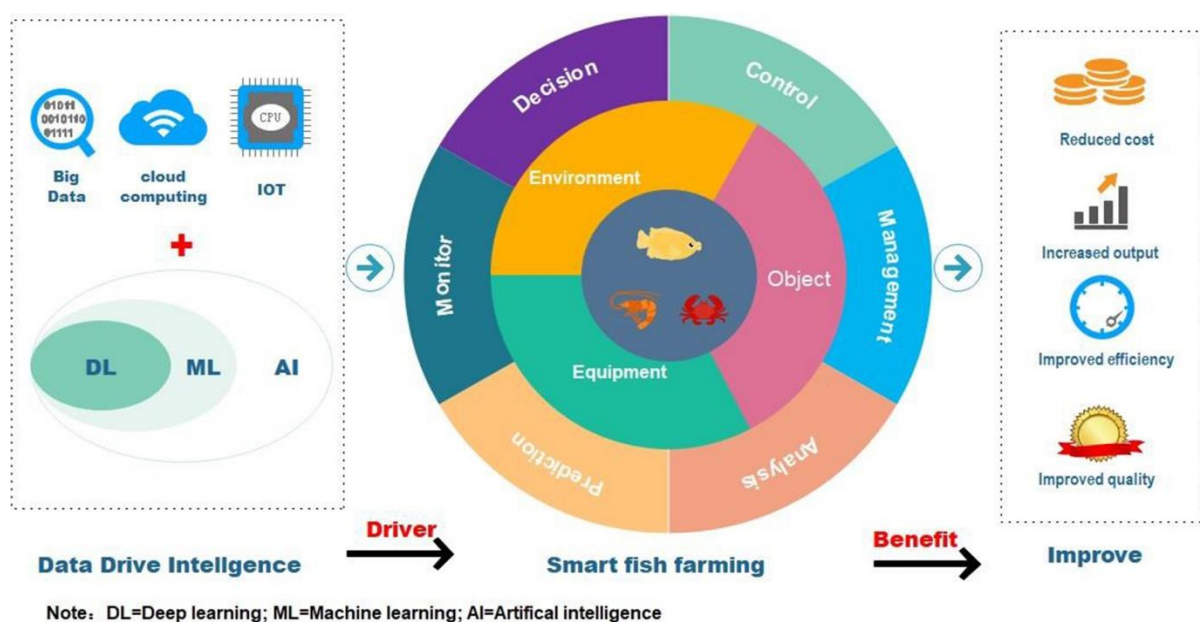 01011
0010110
01111
CPU
Big
Data
cloud
computing
IOT
DL
ML
AI
Decision
Control
Monitor
Environment
Management
Object
Equipment
Prediction
Analysis
Reduced cost
Increased output
Improved efficiency
Improved quality
Driver
Benefit
Data Drive Intellgence
Smart fish farming
Improve
Note: DL=Deep learning; ML=Machine learning; AI=Artifical intelligence